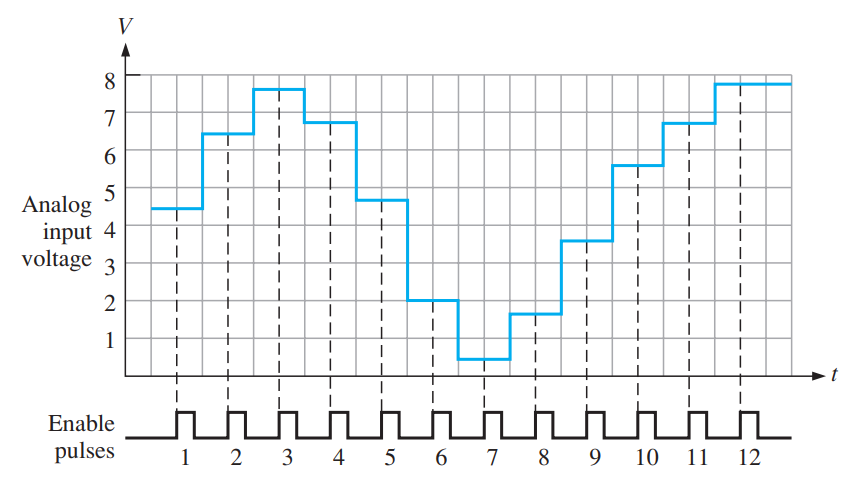 V
8
7
6
5
4
3
2
1
Analog
input
voltage
t
Enable
pulses
1 2 3 4 5 6 7 8 9 10 11 12